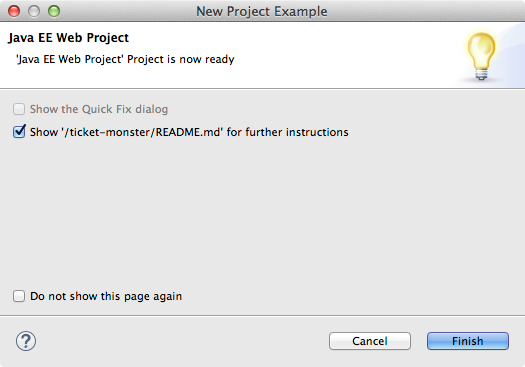 New Project Example
Java EE Web Project
'Java EE Web Project' Project is now ready
Show the Quick Fix dialog
Show '/ticket-monster/README.md' for further instructions
Do not show this page again
?
Cancel
Finish